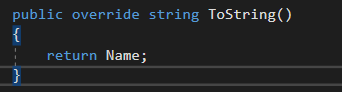 public override string ToString()
{
    return Name;
}